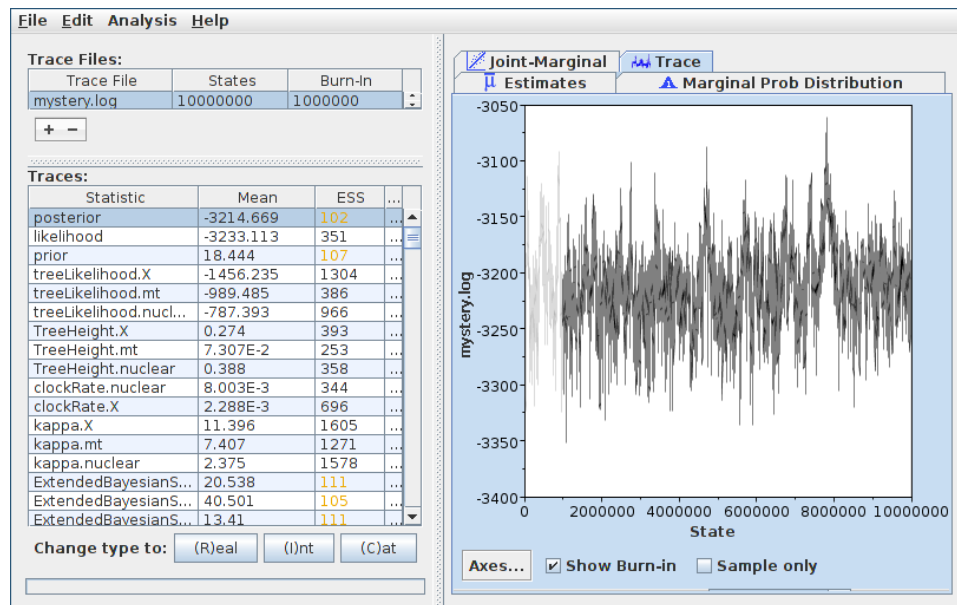 File Edit Analysis Help
Trace Files:
Trace File States Burn-In
mystery.log 10000000 1000000
+ −
Traces:
Statistic Mean ESS ...
posterior -3214.669 102 ...
likelihood -3233.113 351 ...
prior 18.444 107 ...
treeLikelihood.X -1456.235 1304 ...
treeLikelihood.mt -989.485 386 ...
treeLikelihood.nucl... -787.393 966 ...
TreeHeight.X 0.274 393 ...
TreeHeight.mt 7.307E-2 253 ...
TreeHeight.nuclear 0.388 358 ...
clockRate.nuclear 8.003E-3 344 ...
clockRate.X 2.288E-3 696 ...
kappa.X 11.396 1605 ...
kappa.mt 7.407 1271 ...
kappa.nuclear 2.375 1578 ...
ExtendedBayesianS... 20.538 111 ...
ExtendedBayesianS... 40.501 105 ...
ExtendedBayesianS... 13.41 111 ...
Change type to: (R)eal (I)nt (C)at
Joint-Marginal Trace
μ Estimates Marginal Prob Distribution
-3050
-3100
-3150
-3200
-3250
-3300
-3350
-3400
mystery.log
0 2000000 4000000 6000000 8000000 10000000
State
Axes... Show Burn-in Sample only